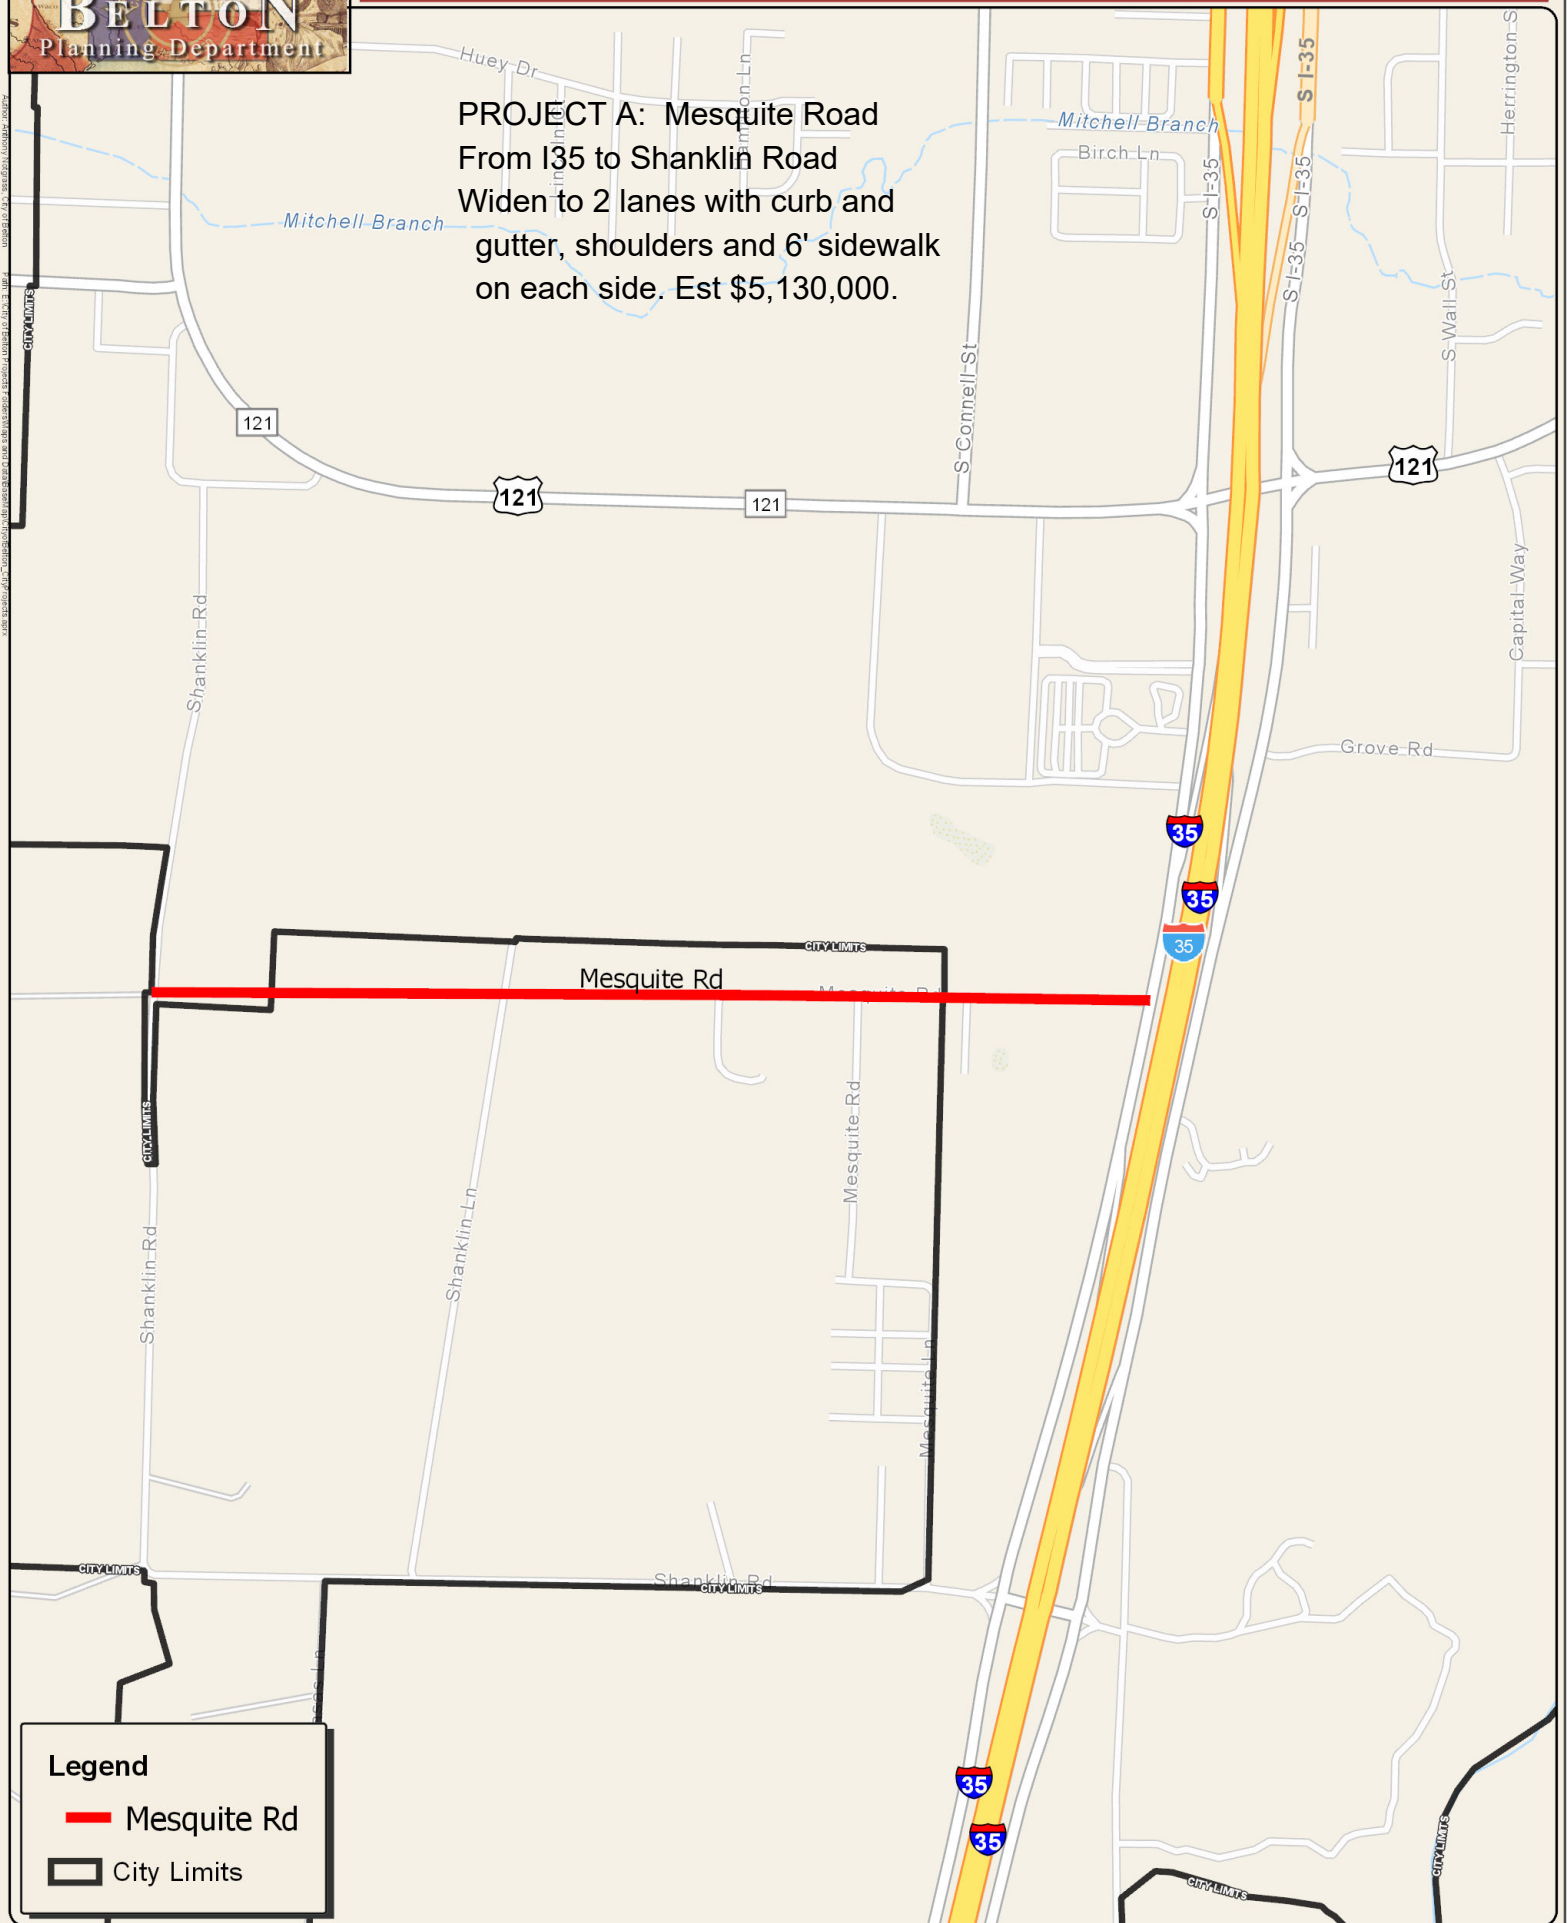 BELTON
Planning Department
PROJECT A: Mesquite Road
From I35 to Shanklin Road
Widen to 2 lanes with curb and
gutter, shoulders and 6' sidewalk
on each side. Est $5,130,000.
Huey Dr
Mitchell Branch
Birch Ln
S I-35
S I-35
S I-35
S I-35
Mitchell Branch
CITY LIMITS
S Wall St
S Connell St
121
121
121
121
Shanklin Rd
Capital Way
Grove Rd
35
35
35
CITY LIMITS
Mesquite Rd
Mesquite Rd
CITY LIMITS
Mesquite Rd
Shanklin Rd
Shanklin Ln
Mesquite Ln
CITY LIMITS
Shanklin Rd
CITY LIMITS
35
35
CITY LIMITS
CITY LIMITS
Legend
Mesquite Rd
City Limits